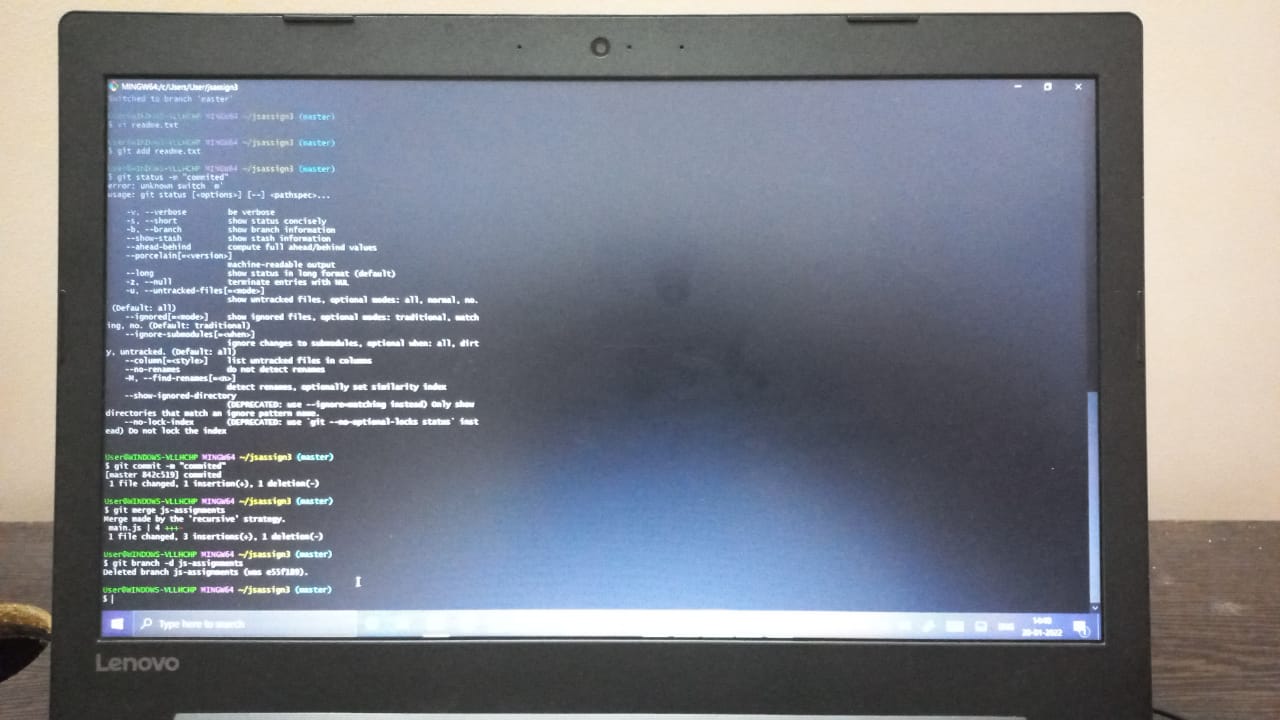 MINGW64:/c/Users/User/jsassign3
Switched to branch 'master'
User@WINDOWS-VLLHCHP MINGW64 ~/jsassign3 (master)
$ vi readme.txt
User@WINDOWS-VLLHCHP MINGW64 ~/jsassign3 (master)
$ git add readme.txt
User@WINDOWS-VLLHCHP MINGW64 ~/jsassign3 (master)
$ git status -m "commited"
error: unknown switch `m'
usage: git status [<options>] [--] <pathspec>...
-v, --verbose be verbose
-s, --short show status concisely
-b, --branch show branch information
--show-stash show stash information
--ahead-behind compute full ahead/behind values
--porcelain[=<version>]
machine-readable output
--long show status in long format (default)
-z, --null terminate entries with NUL
-u, --untracked-files[=<mode>]
show untracked files, optional modes: all, normal, no.
(Default: all)
--ignored[=<mode>] show ignored files, optional modes: traditional, match
ing, no. (Default: traditional)
--ignore-submodules[=<when>]
ignore changes to submodules, optional when: all, dirt
y, untracked. (Default: all)
--column[=<style>] list untracked files in columns
--no-renames do not detect renames
-M, --find-renames[=<n>]
detect renames, optionally set similarity index
--show-ignored-directory
(DEPRECATED: use --ignore=matching instead) Only show
directories that match an ignore pattern name.
--no-lock-index (DEPRECATED: use `git --no-optional-locks status` inst
ead) Do not lock the index
User@WINDOWS-VLLHCHP MINGW64 ~/jsassign3 (master)
$ git commit -m "commited"
[master 842c519] commited
1 file changed, 1 insertion(+), 1 deletion(-)
User@WINDOWS-VLLHCHP MINGW64 ~/jsassign3 (master)
$ git merge js-assignments
Merge made by the 'recursive' strategy.
main.js | 4 +++-
1 file changed, 3 insertions(+), 1 deletion(-)
User@WINDOWS-VLLHCHP MINGW64 ~/jsassign3 (master)
$ git branch -d js-assignments
Deleted branch js-assignments (was e55f189).
User@WINDOWS-VLLHCHP MINGW64 ~/jsassign3 (master)
$
Type here to search
20-01-2022
Lenovo